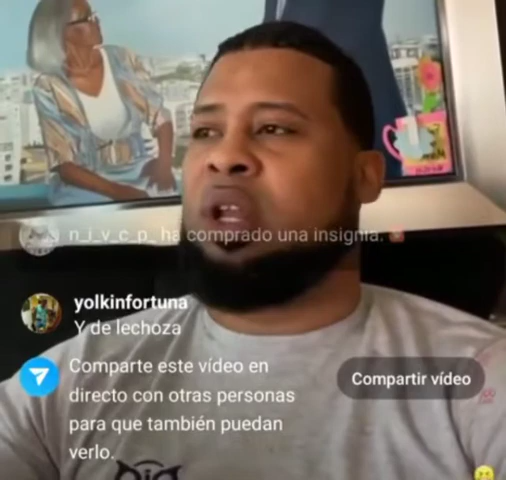 n_i_v_c_p_ ha comprado una insignia.
yolkinfortuna
Y de lechoza
Comparte este vídeo en
directo con otras personas
para que también puedan
verlo.
Compartir vídeo